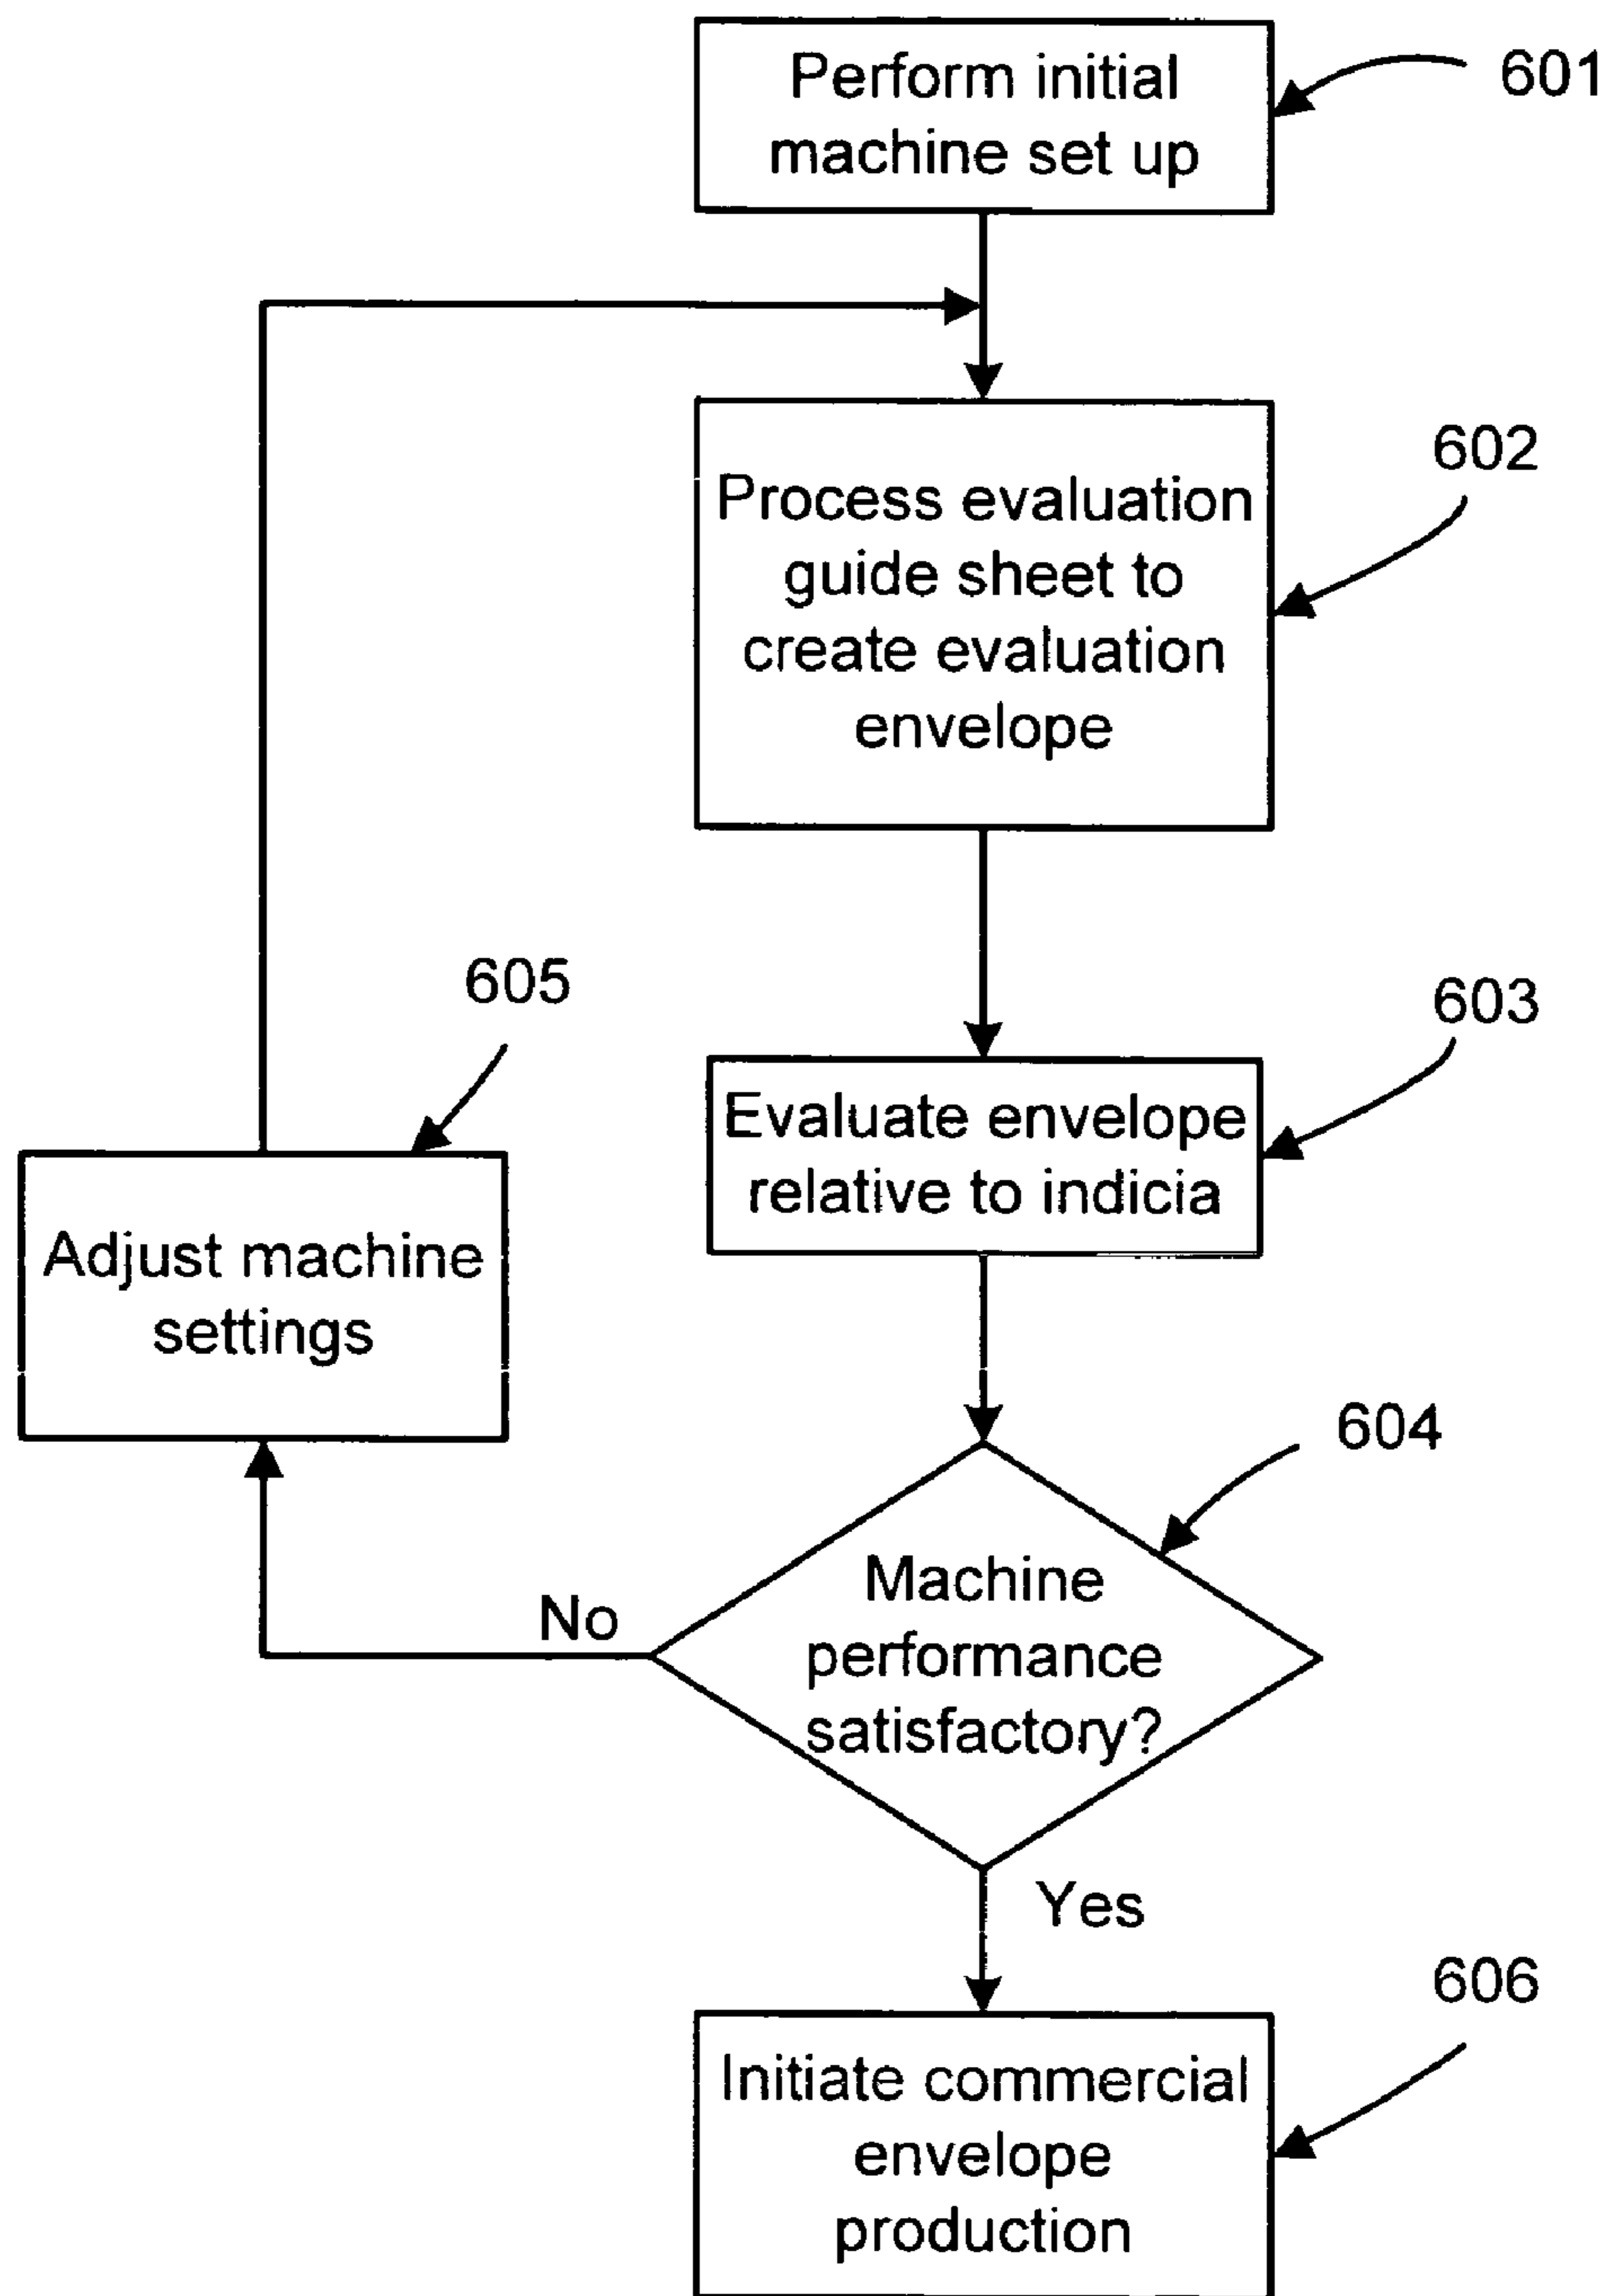 Perform initial
machine set up
601
602
Process evaluation
guide sheet to
create evaluation
envelope
605
603
Evaluate envelope
relative to indicia
Adjust machine
settings
604
Machine
performance
satisfactory?
No
Yes
606
Initiate commercial
envelope
production